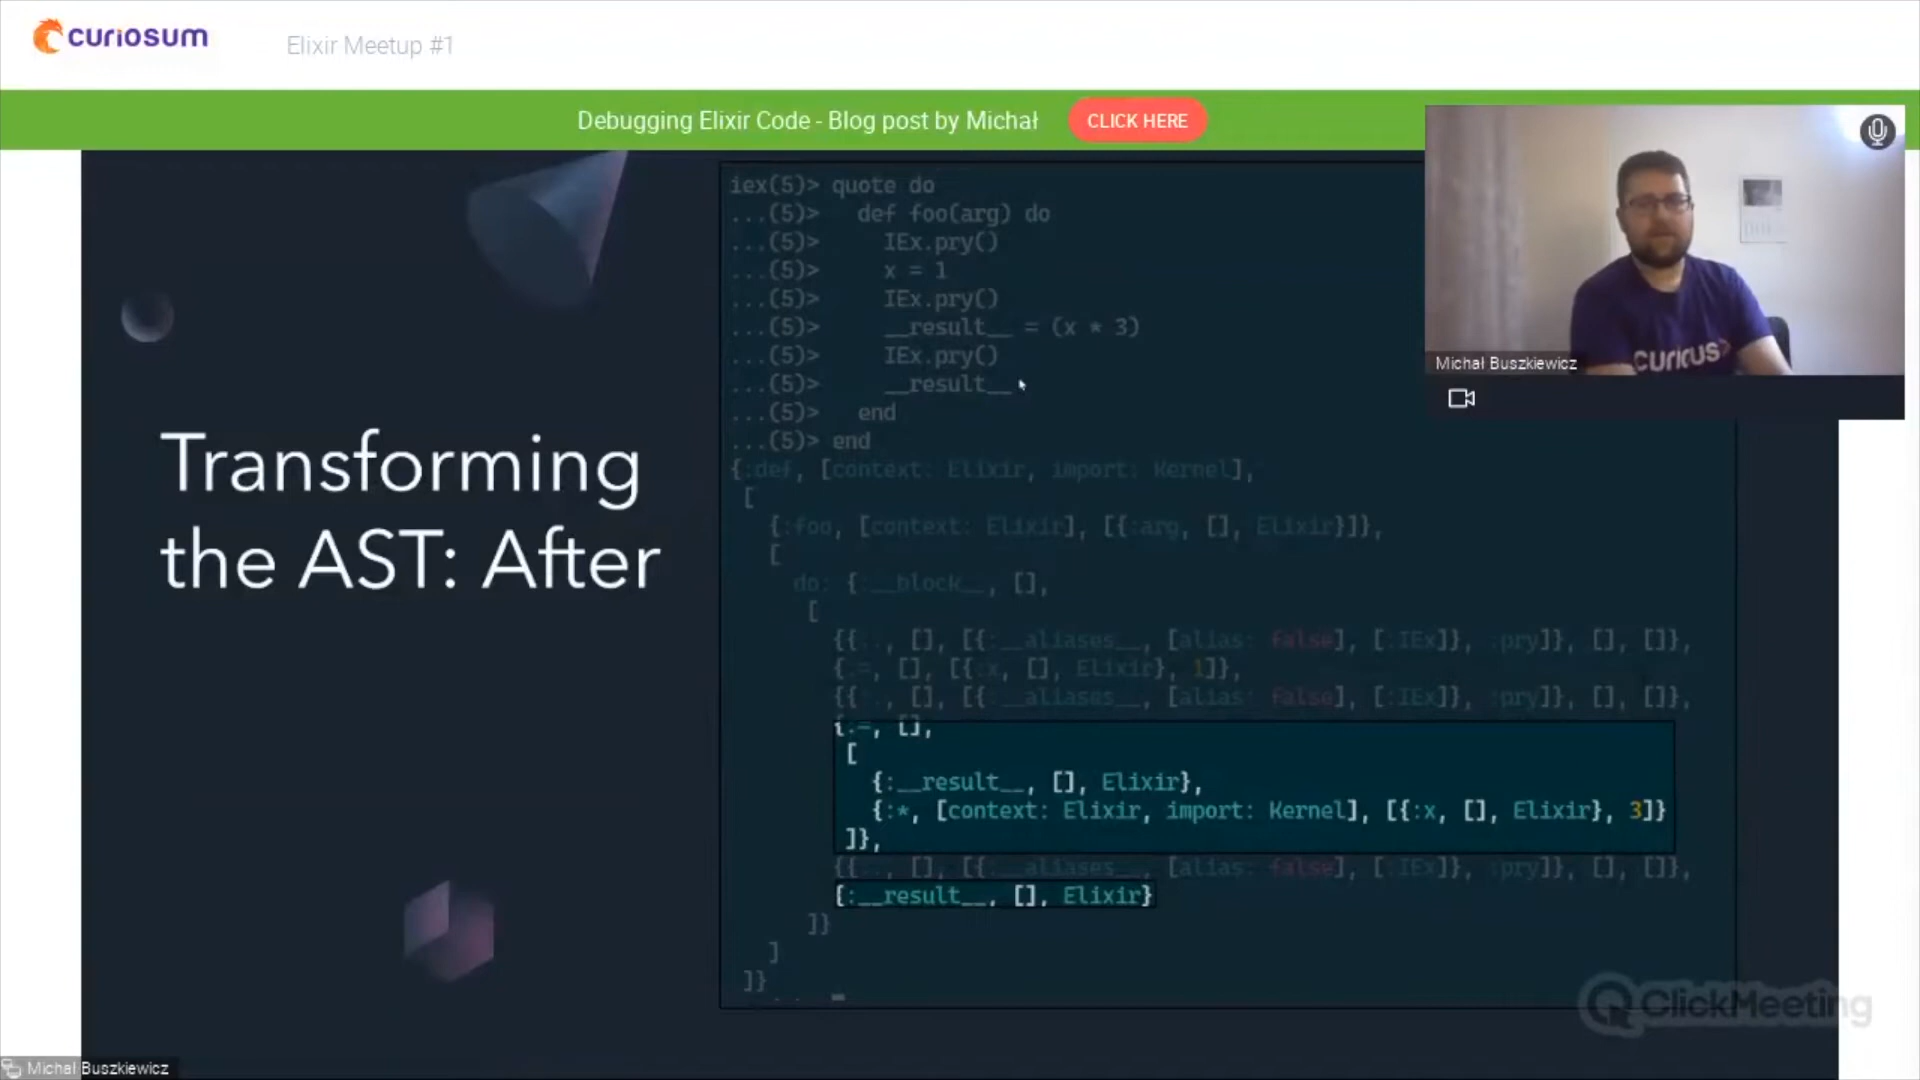 curiosum
Elixir Meetup #1
Debugging Elixir Code - Blog post by Michał
CLICK HERE
Michał Buszkiewicz
curious>
Transforming
the AST: After
iex(5)> quote do
...(5)>   def foo(arg) do
...(5)>     IEx.pry()
...(5)>     x = 1
...(5)>     IEx.pry()
...(5)>     __result__ = (x * 3)
...(5)>     IEx.pry()
...(5)>     __result__
...(5)>   end
...(5)> end
{:def, [context: Elixir, import: Kernel],
[
{:foo, [context: Elixir], [{:arg, [], Elixir}]},
[
do: {:__block__, [],
[
{{:., [], [{:__aliases__, [alias: false], [:IEx]}, :pry]}, [], []},
{:=, [], [{:x, [], Elixir}, 1]},
{{:., [], [{:__aliases__, [alias: false], [:IEx]}, :pry]}, [], []},
{:=, [],
[
{:__result__, [], Elixir},
{:*, [context: Elixir, import: Kernel], [{:x, [], Elixir}, 3]}
]},
{{:., [], [{:__aliases__, [alias: false], [:IEx]}, :pry]}, [], []},
{:__result__, [], Elixir}
]}
]
]}
ClickMeeting
Michał Buszkiewicz